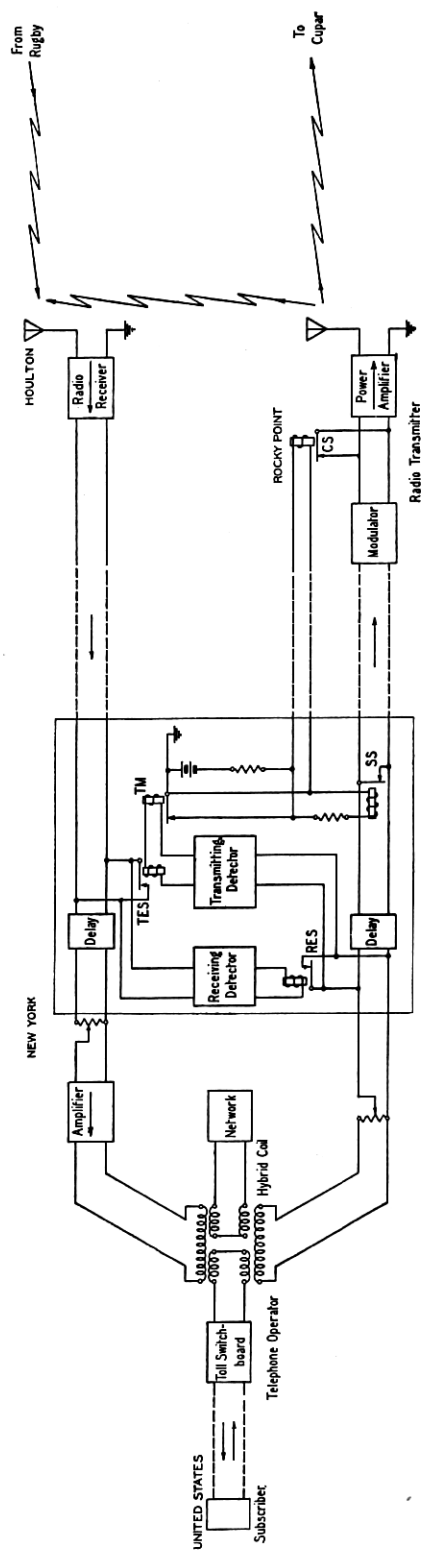 UNITED STATES
Subscriber
Toll Switch-
board
Telephone Operator
Hybrid Coil
Network
Amplifier
NEW YORK
Delay
Receiving
Detector
RES
Delay
TES
TM
Transmitting
Detector
SS
HOULTON
Radio
Receiver
From
Rugby
ROCKY POINT
CS
Modulator
Power
Amplifier
Radio Transmitter
To
Cupar